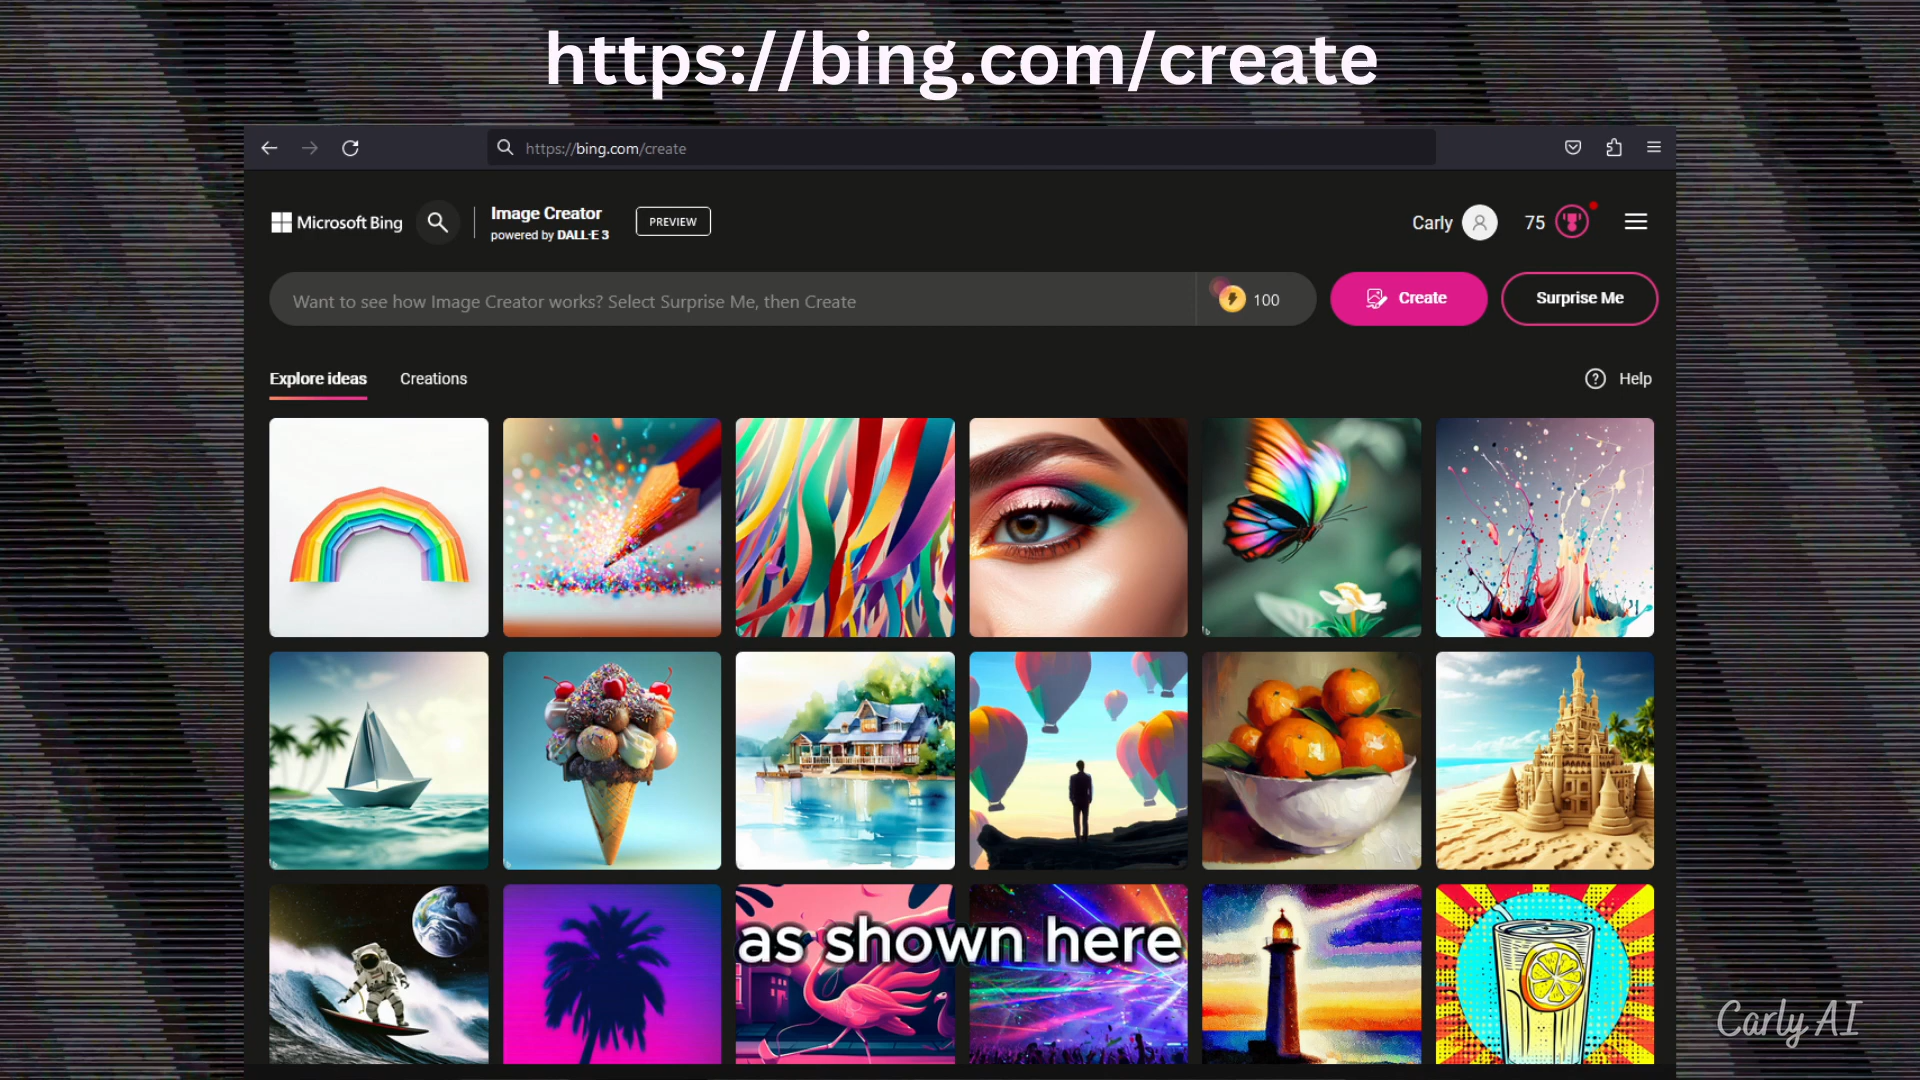 https://bing.com/create
https://bing.com/create
Microsoft Bing
Image Creator
powered by DALL·E 3
PREVIEW
Carly
75
Want to see how Image Creator works? Select Surprise Me, then Create
100
Create
Surprise Me
Explore ideas
Creations
Help
as shown here
Carly AI